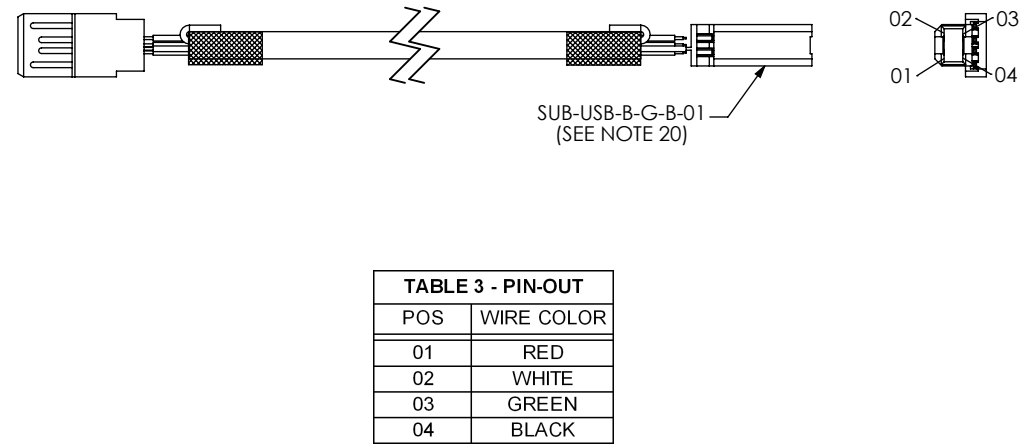 02
03
01
04
SUB-USB-B-G-B-01
(SEE NOTE 20)
TABLE 3 - PIN-OUT
POS WIRE COLOR
01 RED
02 WHITE
03 GREEN
04 BLACK